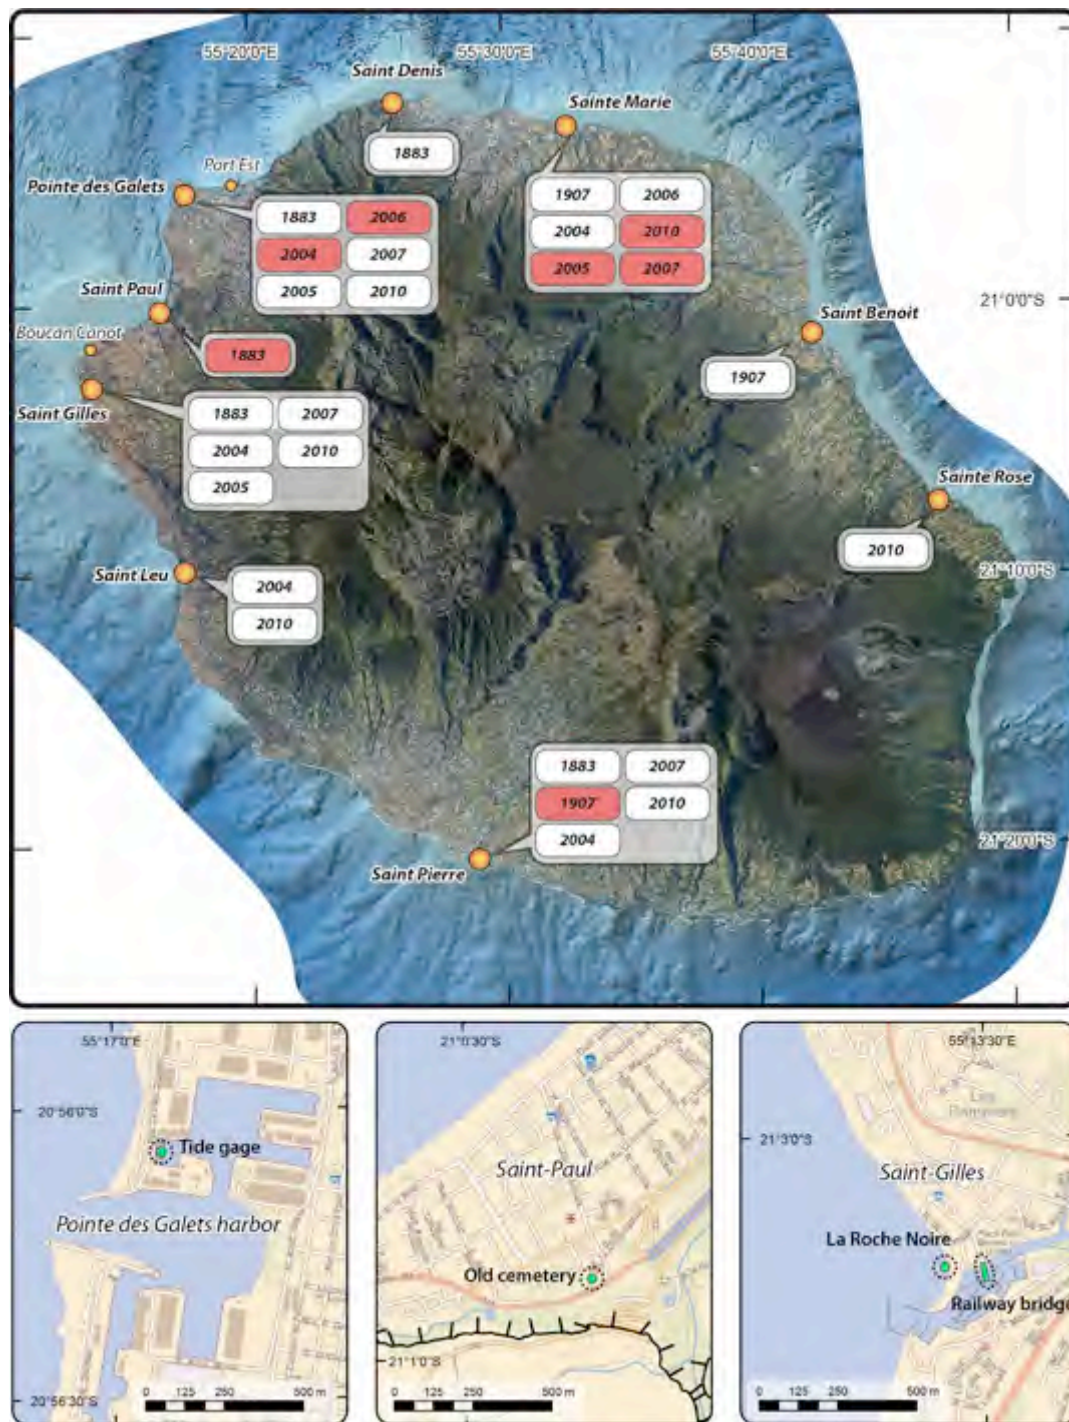 55°20'0"E
55°30'0"E
55°40'0"E
Saint Denis
Sainte Marie
1883
Port Est
Pointe des Galets
1883 2006
2004 2007
2005 2010
1907 2006
2004 2010
2005 2007
Saint Paul
21°0'0"S
Boucan Canot
1883
Saint Benoit
1907
Saint Gilles
1883 2007
2004 2010
2005
Sainte Rose
2010
Saint Leu
2004
2010
21°10'0"S
1883 2007
1907 2010
2004
21°20'0"S
Saint Pierre
55°17'0"E
20°56'0"S
Tide gage
Pointe des Galets harbor
20°56'30"S
0 125 250 500 m
21°0'30"S
Saint-Paul
Old cemetery
21°1'0"S
0 125 250 500 m
55°13'30"E
Les
21°3'0"S
Saint-Gilles
La Roche Noire
Railway bridge
0 125 250 500 m